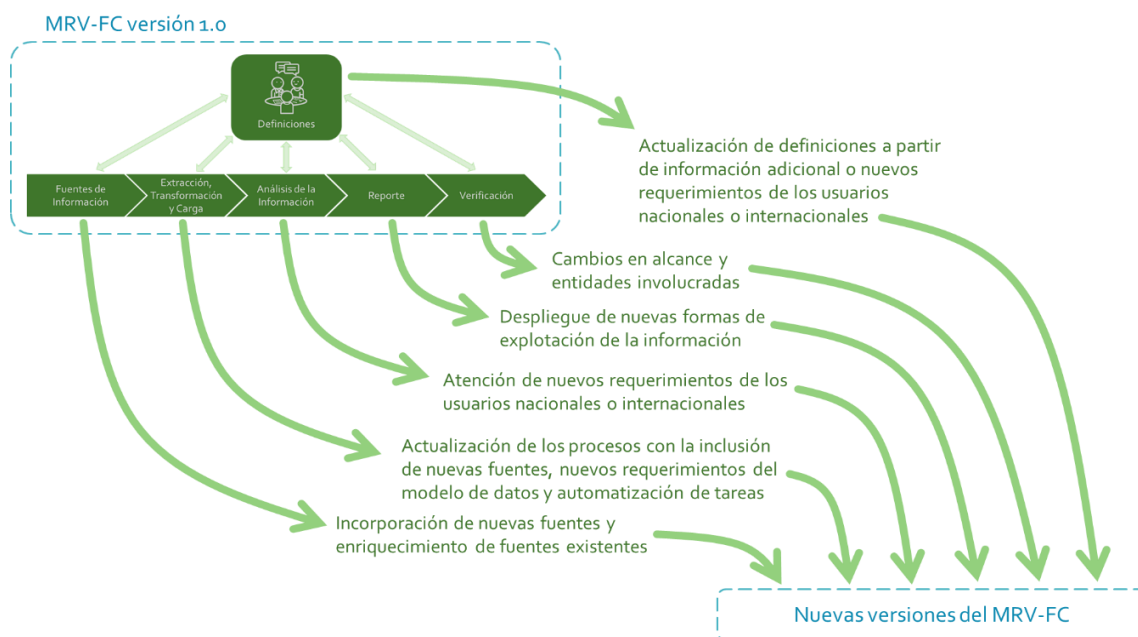 MRV-FC versión 1.0
Definiciones
Fuentes de
Información
Extracción,
Transformación
y Carga
Análisis de la
Información
Reporte
Verificación
Actualización de definiciones a partir
de información adicional o nuevos
requerimientos de los usuarios
nacionales o internacionales
Cambios en alcance y
entidades involucradas
Despliegue de nuevas formas de
explotación de la información
Atención de nuevos requerimientos de los
usuarios nacionales o internacionales
Actualización de los procesos con la inclusión
de nuevas fuentes, nuevos requerimientos del
modelo de datos y automatización de tareas
Incorporación de nuevas fuentes y
enriquecimiento de fuentes existentes
Nuevas versiones del MRV-FC